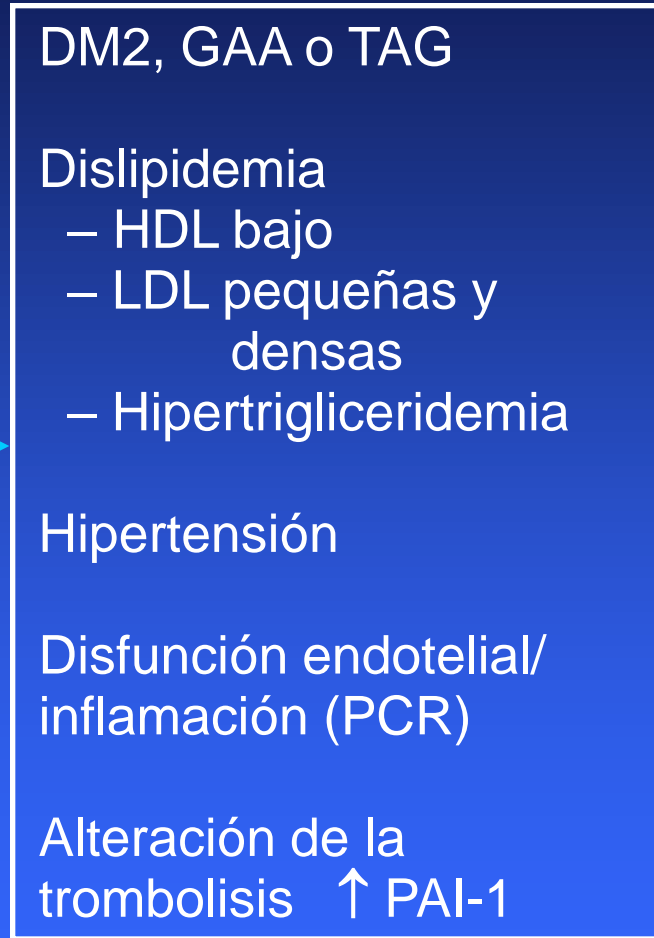 DM2, GAA o TAG
Dislipidemia
– HDL bajo
– LDL pequeñas y
densas
– Hipertrigliceridemia
Hipertensión
Disfunción endotelial/
inflamación (PCR)
Alteración de la
trombolisis ↑ PAI-1